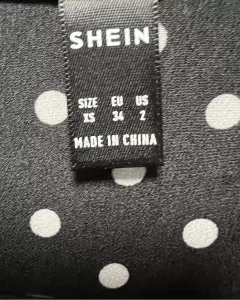 SHEIN
SIZE EU US
XS 34 2
MADE IN CHINA